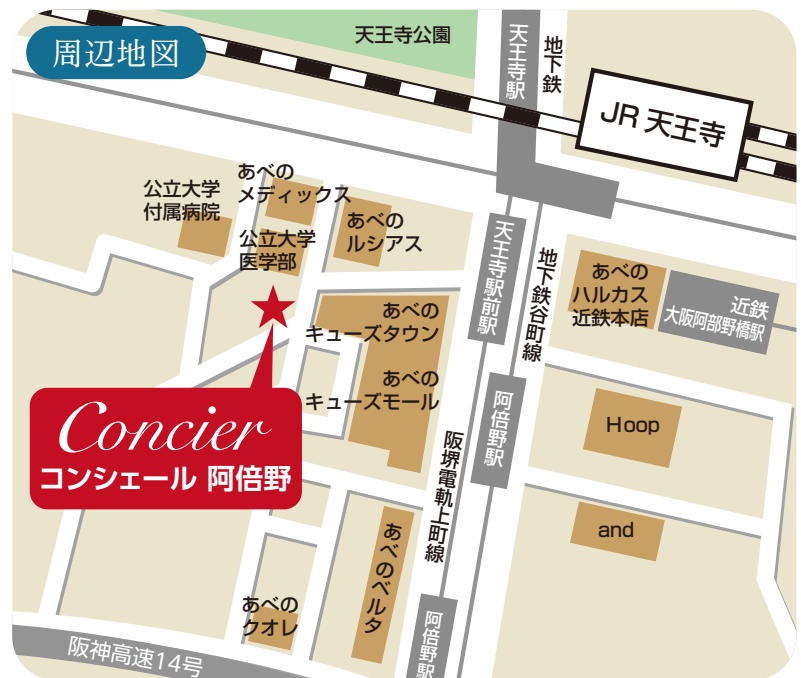 周辺地図
天王寺公園
天王寺駅
地下鉄
JR 天王寺
公立大学
付属病院
あべの
メディックス
あべの
ルシアス
公立大学
医学部
天王寺駅前駅
地下鉄谷町線
あべの
ハルカス
近鉄本店
近鉄
大阪阿部野橋駅
あべの
キューズタウン
あべの
キューズモール
Concier
コンシェール 阿倍野
阿倍野駅
Hoop
阪堺電軌上町線
and
あべのベルタ
あべの
クオレ
阿倍野駅
阪神高速14号